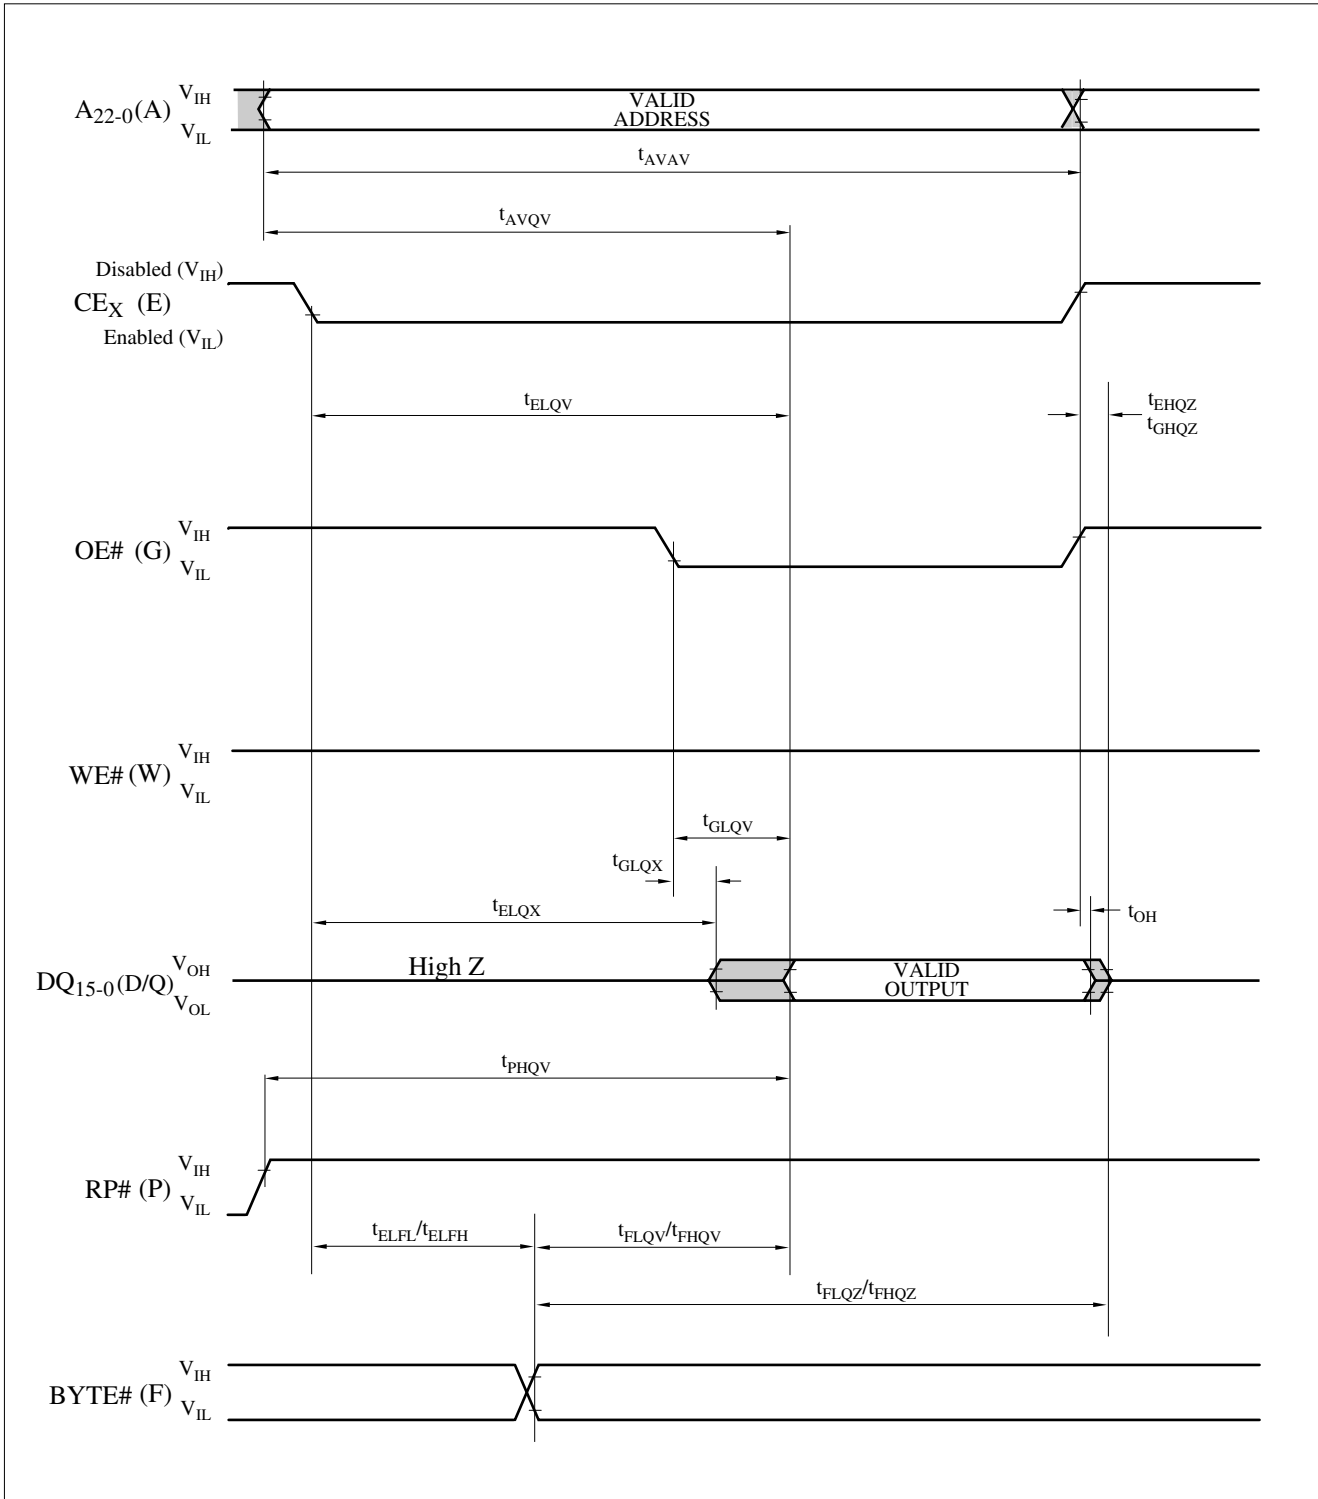 A22-0(A) VIH
VIL
VALID
ADDRESS
tAVAV
tAVQV
Disabled (VIH)
CEX (E)
Enabled (VIL)
tELQV
tEHQZ
tGHQZ
OE# (G) VIH
VIL
WE# (W) VIH
VIL
tGLQV
tGLQX
tELQX
tOH
DQ15-0(D/Q) VOH
VOL
High Z
VALID
OUTPUT
tPHQV
RP# (P) VIH
VIL
tELFL/tELFH
tFLQV/tFHQV
tFLQZ/tFHQZ
BYTE# (F) VIH
VIL